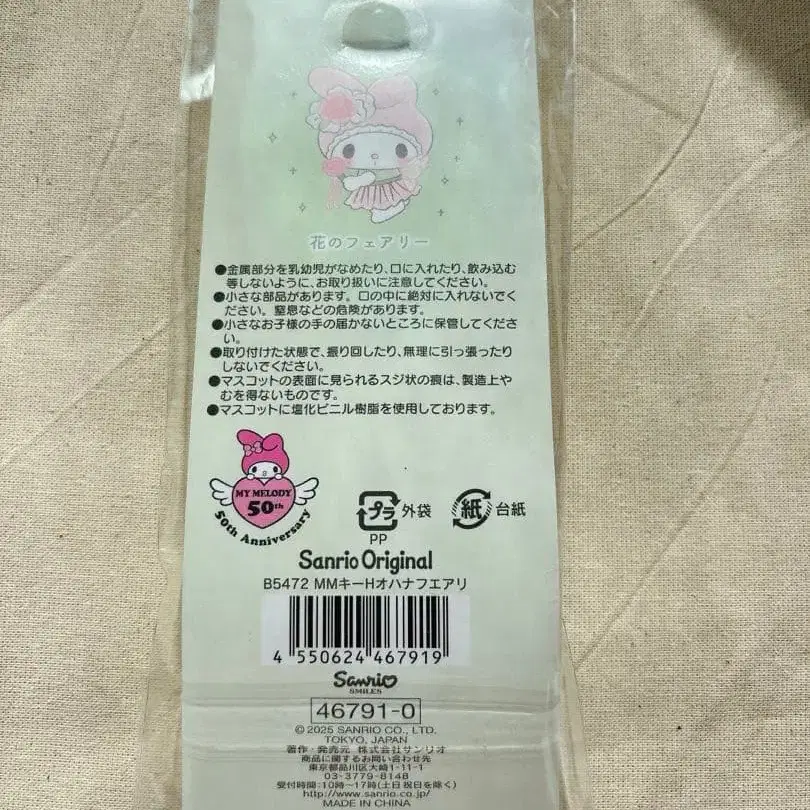 花のフェアリー
●金属部分を乳幼児がなめたり、口に入れたり、飲み込む
等しないように、お取り扱いに注意してください。
●小さな部品があります。口の中に絶対に入れないでく
ださい。窒息などの危険があります。
●小さなお子様の手の届かないところに保管してくださ
い。
●取り付けた状態で、振り回したり、無理に引っ張ったり
しないでください。
●マスコットの表面に見られるスジ状の痕は、製造上や
むを得ないものです。
●マスコットに塩化ビニル樹脂を使用しております。
MY MELODY
50th
50th Anniversary
プラ 外袋
PP
紙 台紙
Sanrio Original
B5472 MMキーHオハナフエアリ
4 550624 467919
Sanrio
SMILES
46791-0
© 2025 SANRIO CO., LTD.
TOKYO, JAPAN
著作・発売元 株式会社サンリオ
商品に関するお問い合わせ先
東京都品川区大崎1-11-1
03-3779-8148
受付時間:10時〜17時(土日祝日を除く)
http://www.sanrio.co.jp/
MADE IN CHINA